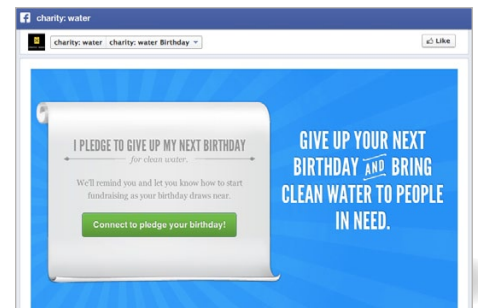 charity: water
charity: water charity: water Birthday
Like
I PLEDGE TO GIVE UP MY NEXT BIRTHDAY
for clean water.
We'll remind you and let you know how to start
fundraising as your birthday draws near.
Connect to pledge your birthday!
GIVE UP YOUR NEXT
BIRTHDAY AND BRING
CLEAN WATER TO PEOPLE
IN NEED.